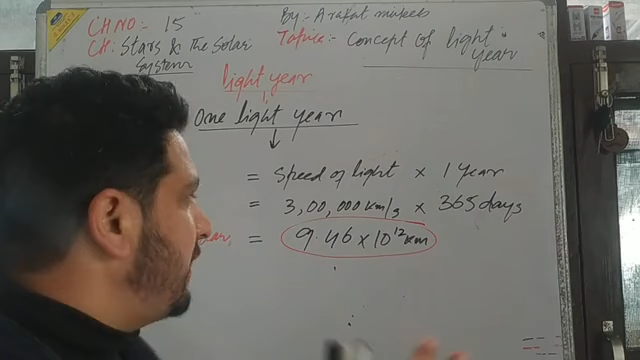 CH NO:- 15
By:- Arafat
CH: Stars & The Solar System
Topic:- Concept Of "light year"
light year
One light year
= Speed of light × 1 Year
= 3,00,000 km/s × 365 days
= 9.46 × 10¹² km